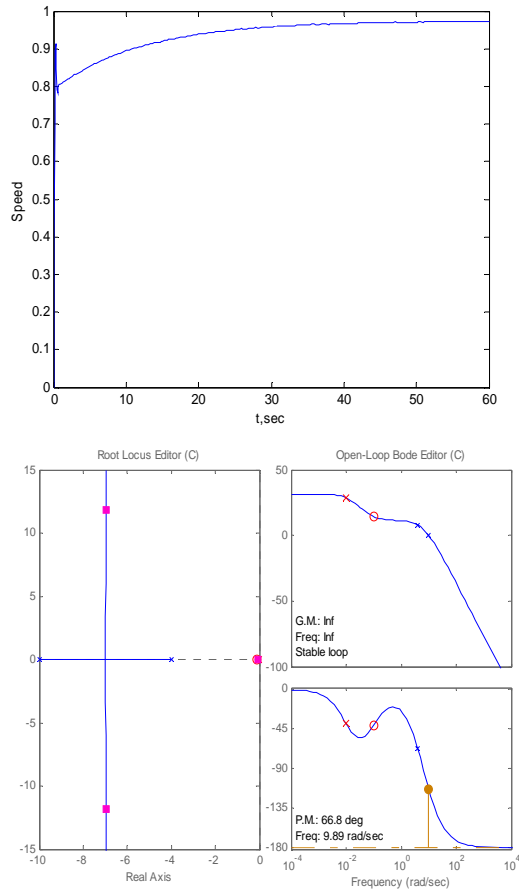 1
0.9
0.8
0.7
0.6
0.5
0.4
0.3
0.2
0.1
0
Speed
0 10 20 30 40 50 60
t,sec
Root Locus Editor (C)
15
10
5
0
-5
-10
-15
-10 -8 -6 -4 -2 0
Real Axis
Open-Loop Bode Editor (C)
50
0
-50
-100
G.M.: Inf
Freq: Inf
Stable loop
0
-45
-90
-135
-180
P.M.: 66.8 deg
Freq: 9.89 rad/sec
10^-4 10^-2 10^0 10^2 10^4
Frequency (rad/sec)